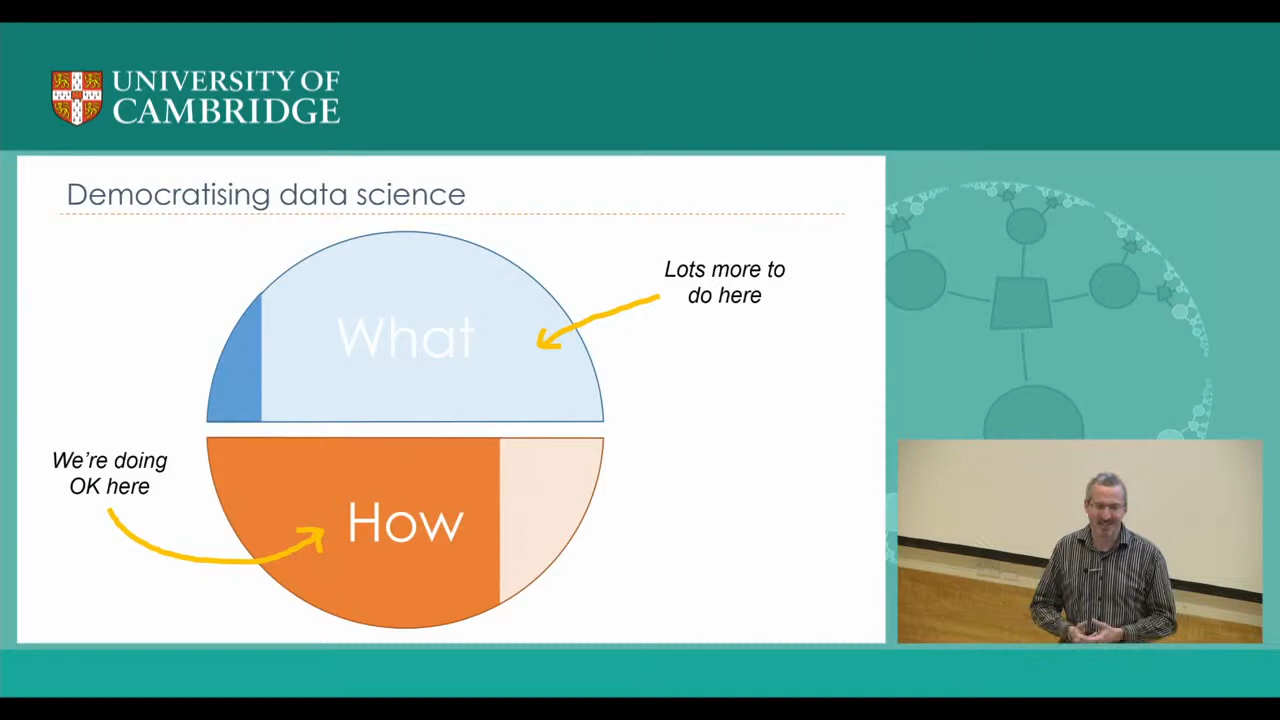 UNIVERSITY OF
CAMBRIDGE
Democratising data science
Lots more to
do here
What
We're doing
OK here
How